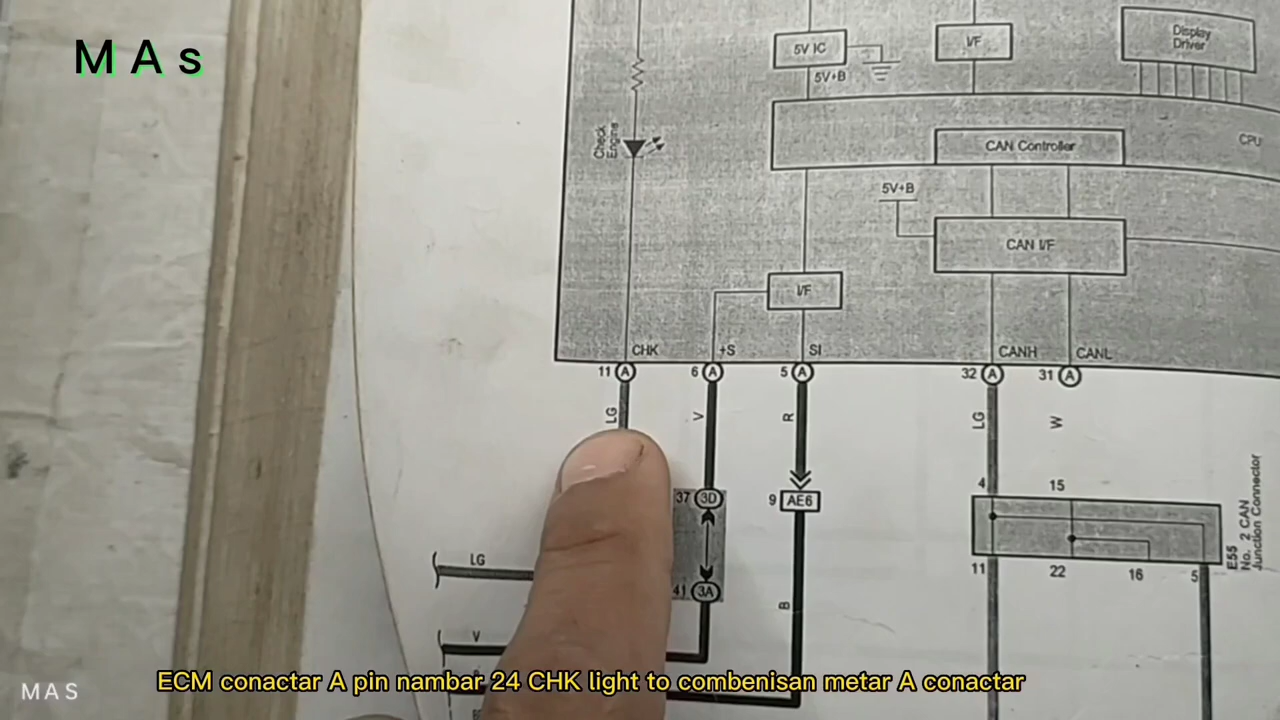 M A s
5V IC
I/F
Display
Driver
5V+B
Check
Engine
CPU
CAN Controller
5V+B
CAN I/F
I/F
CHK
+S
SI
CANH
CANL
11 A
6 A
5 A
32 A
31 A
LG
V
R
LG
W
4
15
37 3D
9 AE6
E55
No. 2 CAN
Junction Connector
LG
11
22
16
5
41 3A
B
V
ECM conactar A pin nambar 24 CHK light to combenisan metar A conactar
MAS